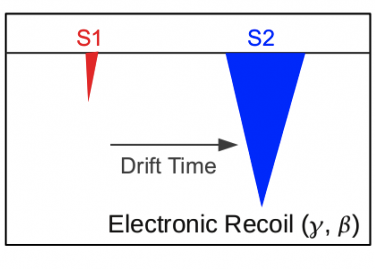 S1 S2
Drift Time
Electronic Recoil (γ, β)